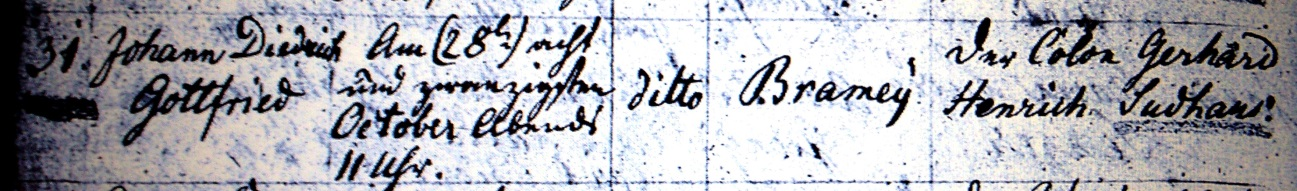 31. Johann Diedrich
Gottfried
Am (28t) acht
und zwanzigsten
October Abends
11 Uhr.
ditto
Bramey
Der Colon Gerhard
Henrich Sudhaus.